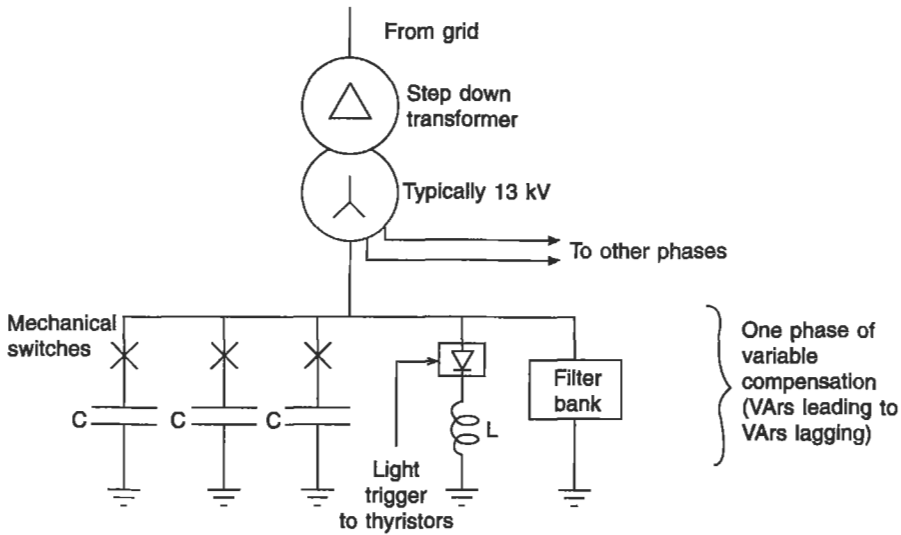 From grid
Step down
transformer
Typically 13 kV
To other phases
Mechanical
switches
C
C
C
L
Filter
bank
One phase of
variable
compensation
(VArs leading to
VArs lagging)
Light
trigger
to thyristors